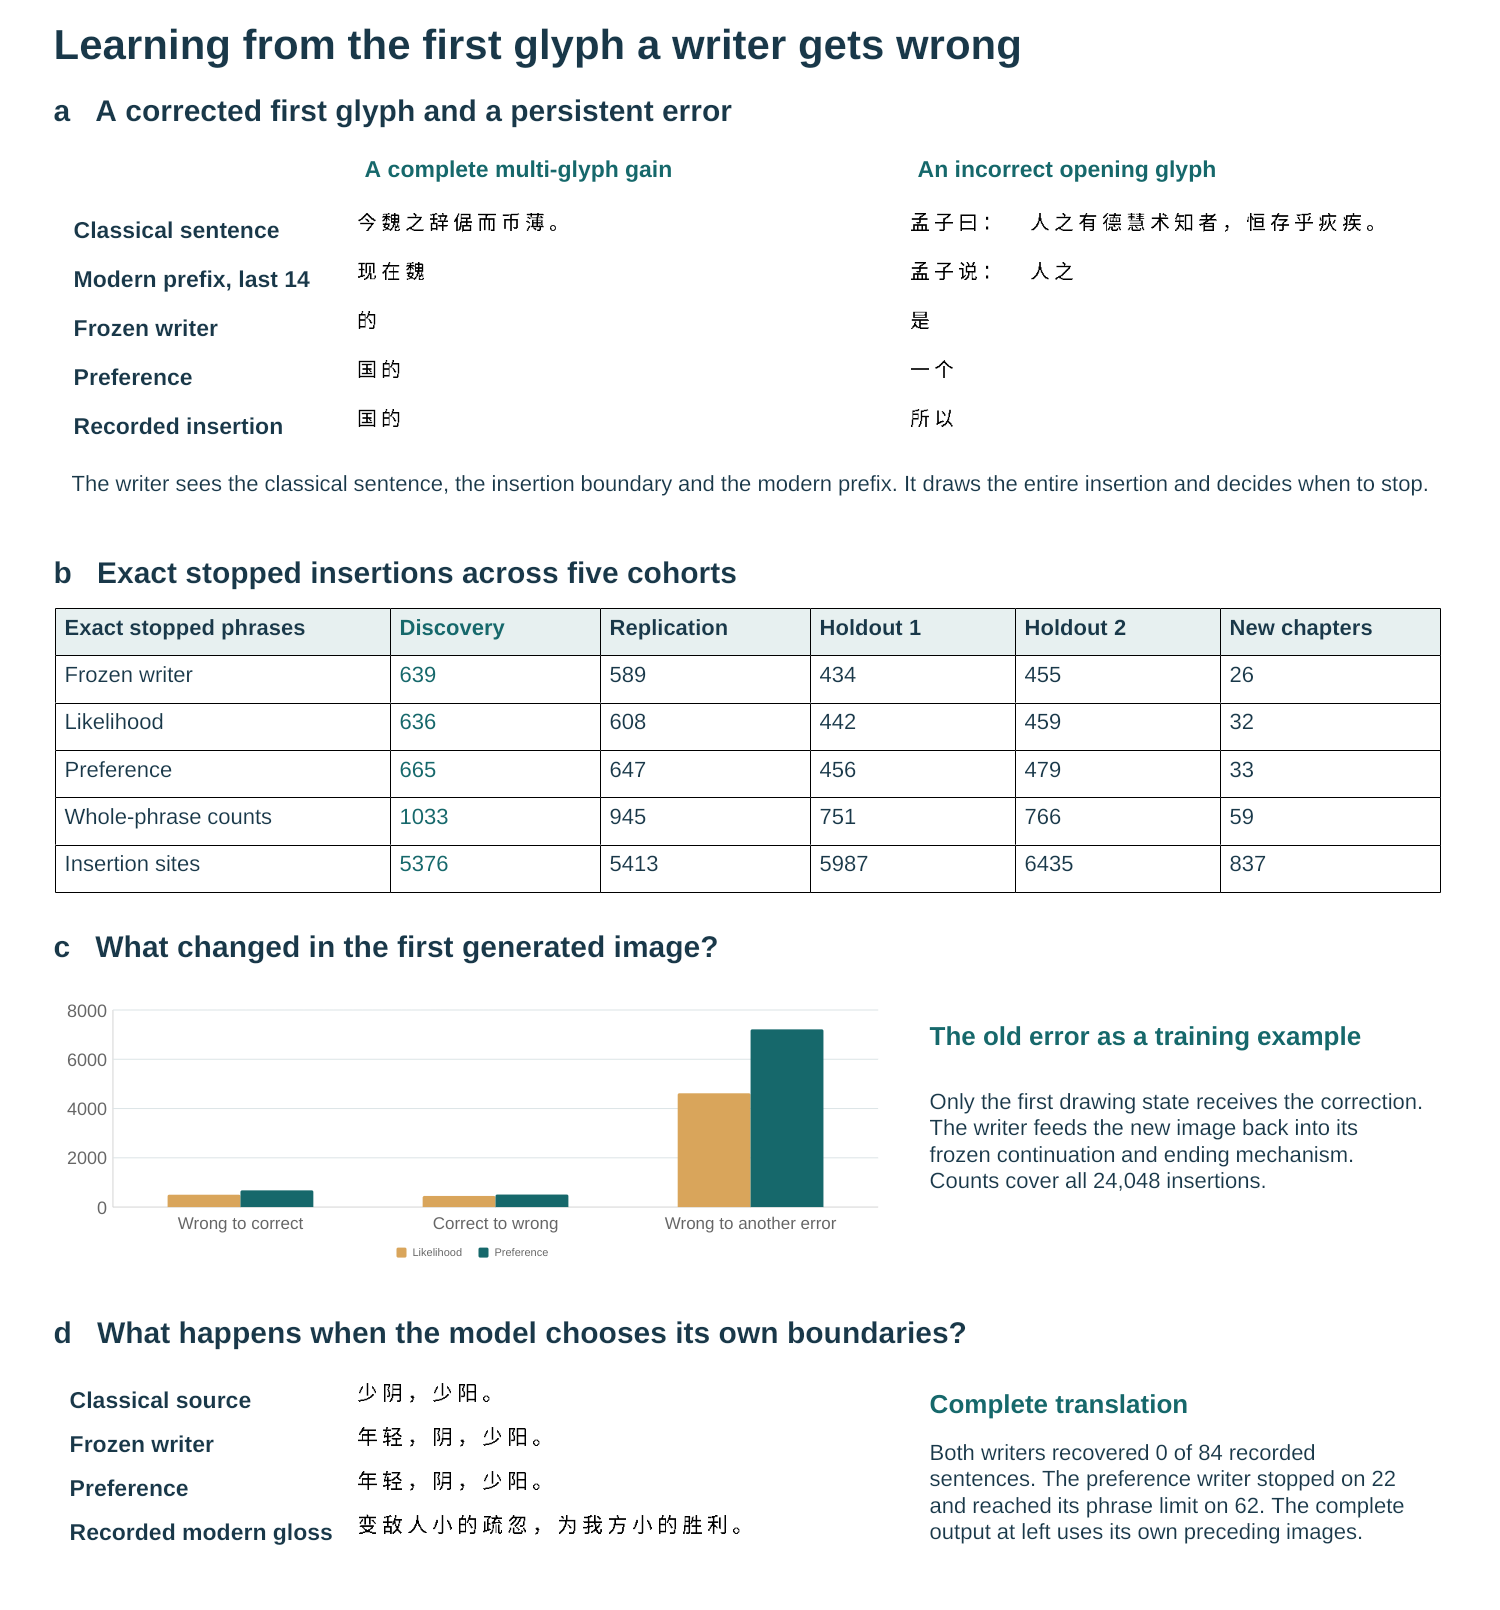 Learning from the first glyph a writer gets wrong
a A corrected first glyph and a persistent error
A complete multi-glyph gain An incorrect opening glyph
Classical sentence 今魏之辞倨而币薄。 孟子曰： 人之有德慧术知者，恒存乎疢疾。
Modern prefix, last 14 现在魏 孟子说： 人之
Frozen writer 的 是
Preference 国的 一个
Recorded insertion 国的 所以
The writer sees the classical sentence, the insertion boundary and the modern prefix. It draws the entire insertion and decides when to stop.
b Exact stopped insertions across five cohorts
Exact stopped phrases Discovery Replication Holdout 1 Holdout 2 New chapters
Frozen writer 639 589 434 455 26
Likelihood 636 608 442 459 32
Preference 665 647 456 479 33
Whole-phrase counts 1033 945 751 766 59
Insertion sites 5376 5413 5987 6435 837
c What changed in the first generated image?
8000
6000
4000
2000
0
Wrong to correct Correct to wrong Wrong to another error
Likelihood Preference
The old error as a training example
Only the first drawing state receives the correction.
The writer feeds the new image back into its
frozen continuation and ending mechanism.
Counts cover all 24,048 insertions.
d What happens when the model chooses its own boundaries?
Classical source 少阴，少阳。
Frozen writer 年轻，阴，少阳。
Preference 年轻，阴，少阳。
Recorded modern gloss 变敌人小的疏忽，为我方小的胜利。
Complete translation
Both writers recovered 0 of 84 recorded
sentences. The preference writer stopped on 22
and reached its phrase limit on 62. The complete
output at left uses its own preceding images.